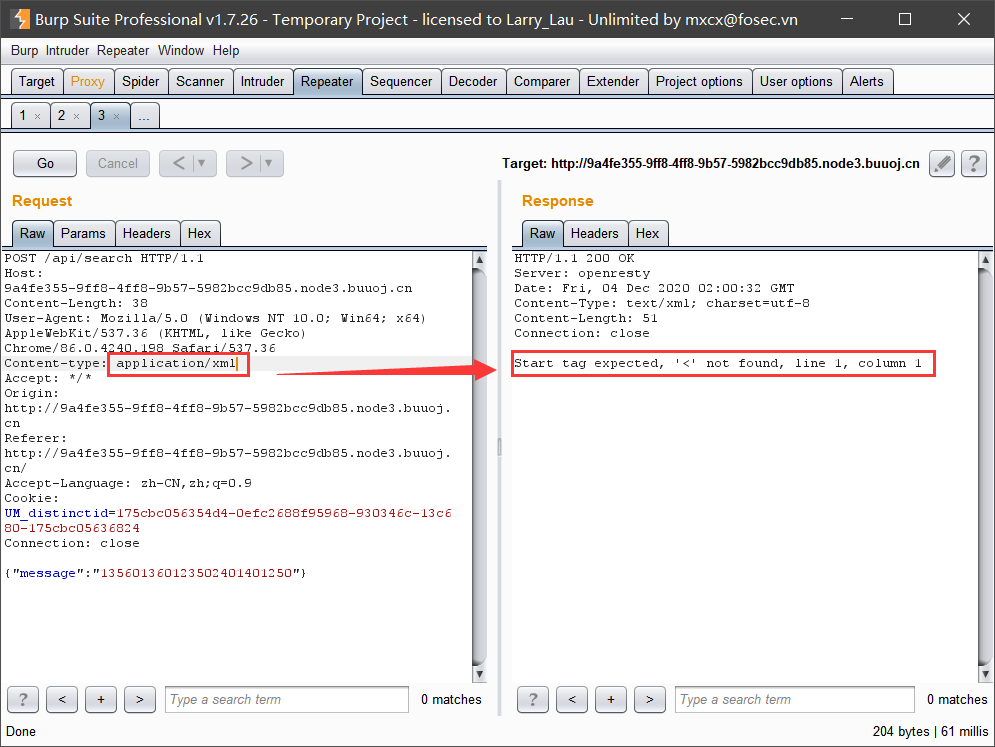 Burp Suite Professional v1.7.26 - Temporary Project - licensed to Larry_Lau - Unlimited by mxcx@fosec.vn
Burp Intruder Repeater Window Help
Target Proxy Spider Scanner Intruder Repeater Sequencer Decoder Comparer Extender Project options User options Alerts
1 × 2 × 3 × ...
Go Cancel < | ▼ > | ▼ Target: http://9a4fe355-9ff8-4ff8-9b57-5982bcc9db85.node3.buuoj.cn ?
Request
Raw Params Headers Hex
POST /api/search HTTP/1.1
Host:
9a4fe355-9ff8-4ff8-9b57-5982bcc9db85.node3.buuoj.cn
Content-Length: 38
User-Agent: Mozilla/5.0 (Windows NT 10.0; Win64; x64)
AppleWebKit/537.36 (KHTML, like Gecko)
Chrome/86.0.4240.198 Safari/537.36
Content-type: application/xml
Accept: */*
Origin:
http://9a4fe355-9ff8-4ff8-9b57-5982bcc9db85.node3.buuoj.
cn
Referer:
http://9a4fe355-9ff8-4ff8-9b57-5982bcc9db85.node3.buuoj.
cn/
Accept-Language: zh-CN,zh;q=0.9
Cookie:
UM_distinctid=175cbc056354d4-0efc2688f95968-930346c-13c6
80-175cbc05636824
Connection: close
{"message":"135601360123502401401250"}
? < + > Type a search term 0 matches
Response
Raw Headers Hex
HTTP/1.1 200 OK
Server: openresty
Date: Fri, 04 Dec 2020 02:00:32 GMT
Content-Type: text/xml; charset=utf-8
Content-Length: 51
Connection: close
Start tag expected, '<' not found, line 1, column 1
? < + > Type a search term 0 matches
Done 204 bytes | 61 millis